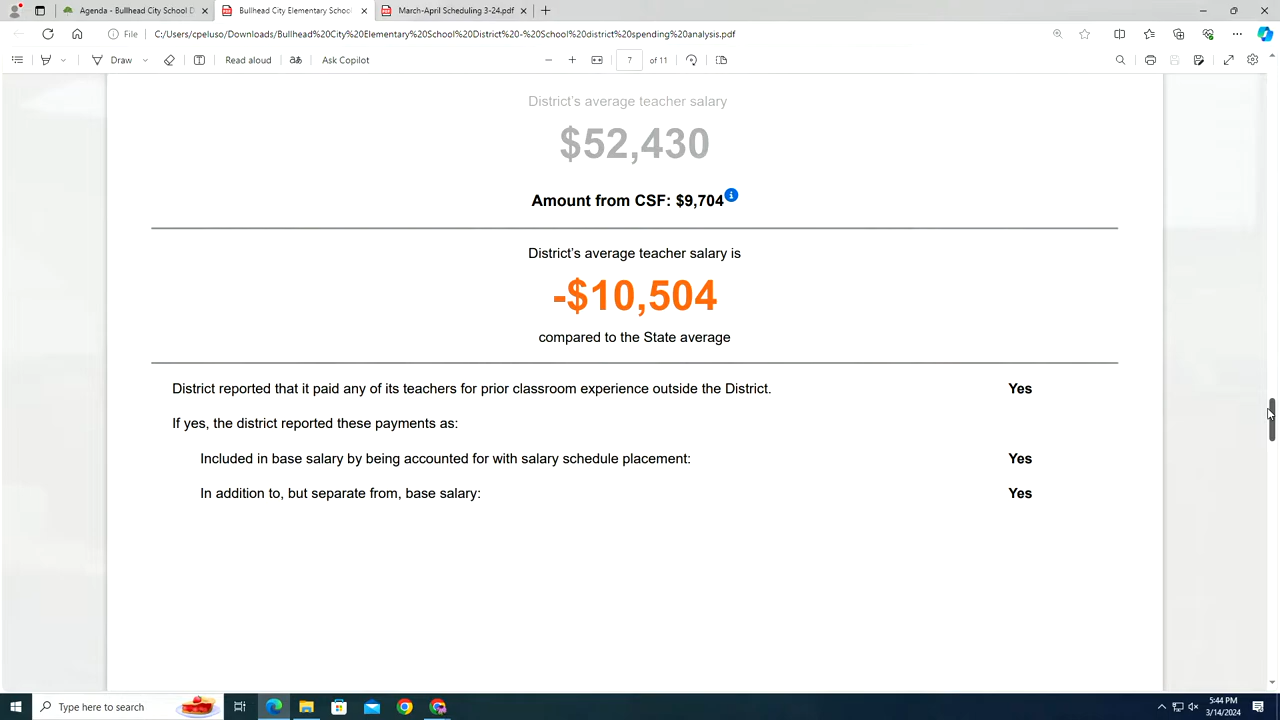 Agenda - Bullhead City School D
Bullhead City Elementary School
March-April Scheduling 3-24.pdf
File
C:/Users/cpeluso/Downloads/Bullhead%20City%20Elementary%20School%20District%20-%20School%20district%20spending%20analysis.pdf
Draw
Read aloud
Ask Copilot
7
of 11
District's average teacher salary
$52,430
Amount from CSF: $9,704
District's average teacher salary is
-$10,504
compared to the State average
District reported that it paid any of its teachers for prior classroom experience outside the District. Yes
If yes, the district reported these payments as:
Included in base salary by being accounted for with salary schedule placement: Yes
In addition to, but separate from, base salary: Yes
Type here to search
5:44 PM
3/14/2024